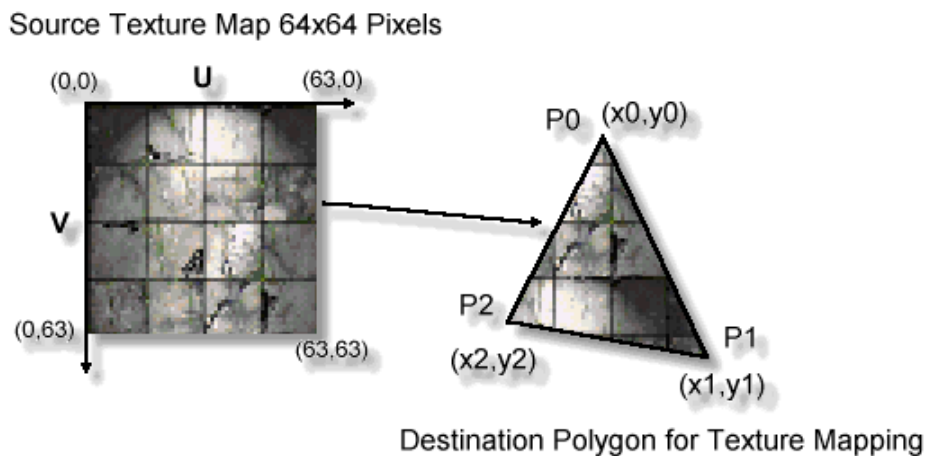 Source Texture Map 64x64 Pixels
(0,0)
U
(63,0)
V
(0,63)
(63,63)
P0
(x0,y0)
P2
(x2,y2)
P1
(x1,y1)
Destination Polygon for Texture Mapping